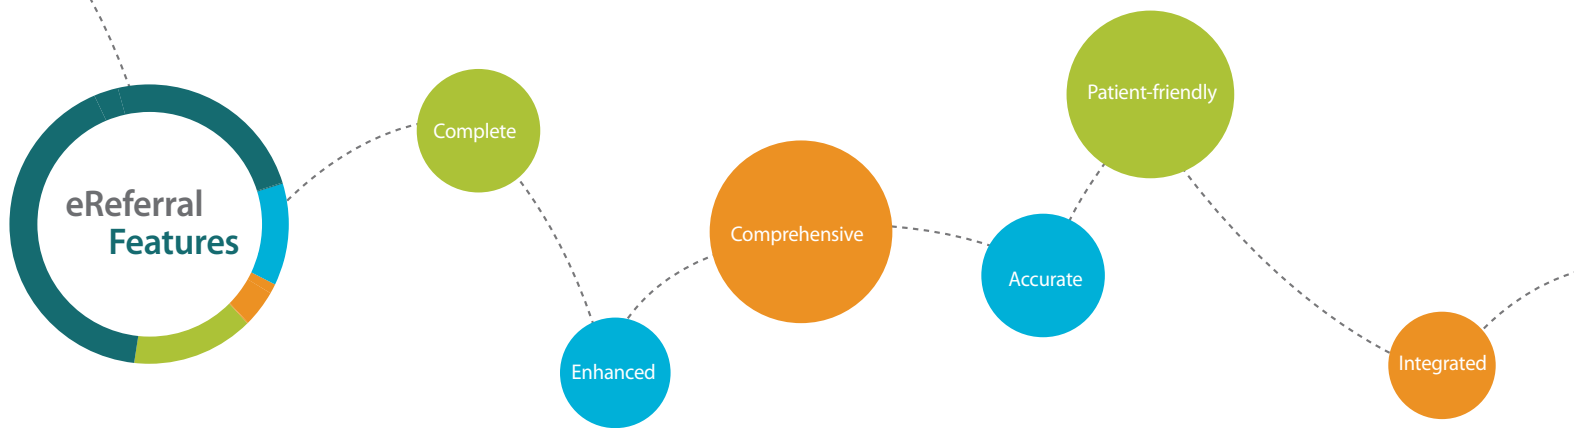 eReferral
Features
Complete
Enhanced
Comprehensive
Accurate
Patient-friendly
Integrated